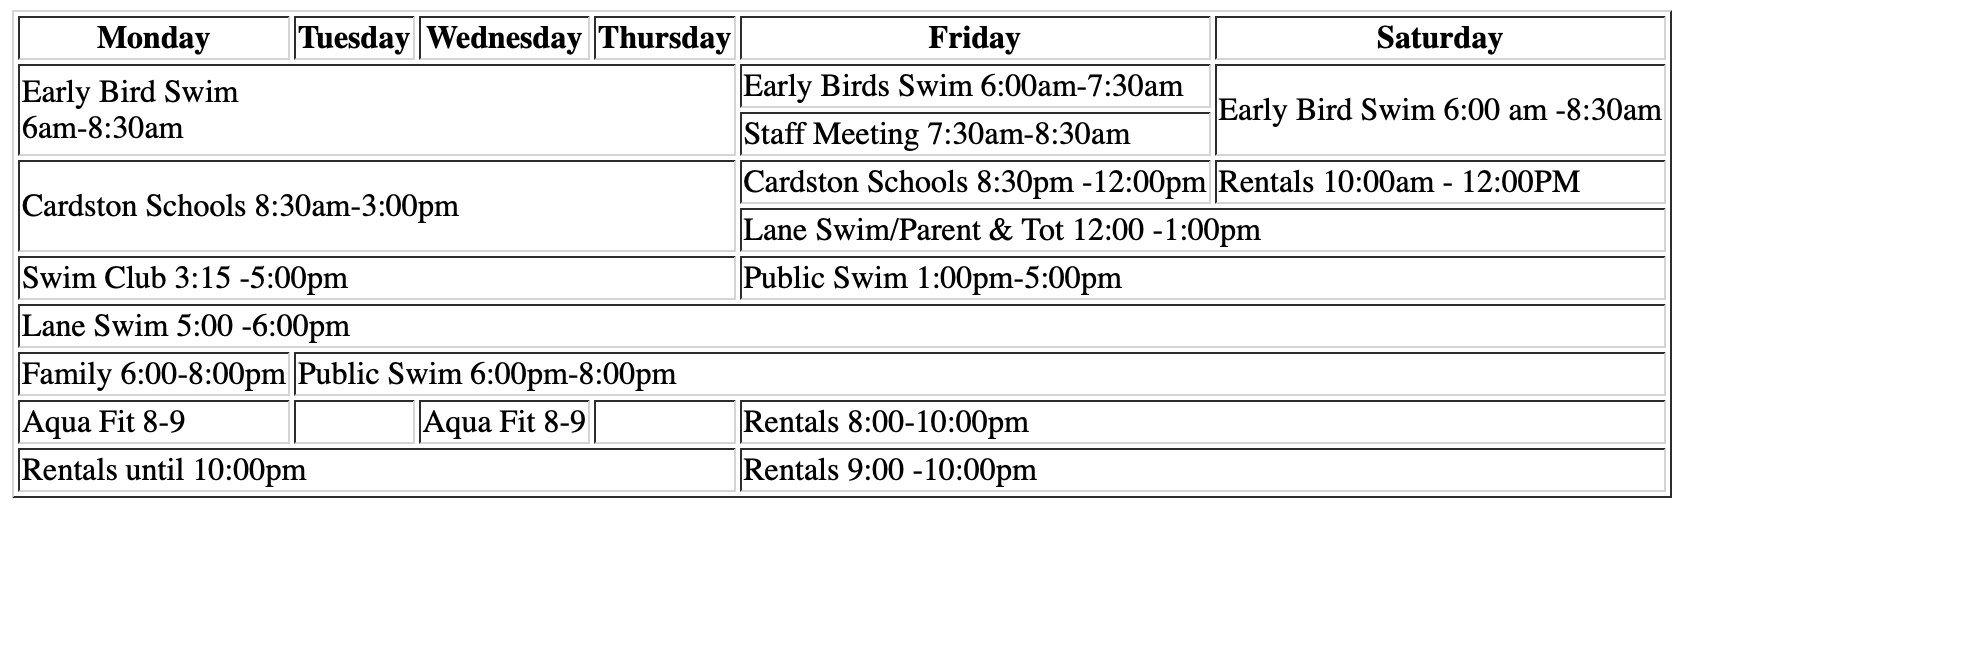 Monday Tuesday Wednesday Thursday Friday Saturday
Early Bird Swim
6am-8:30am
Early Birds Swim 6:00am-7:30am
Early Bird Swim 6:00 am -8:30am
Staff Meeting 7:30am-8:30am
Cardston Schools 8:30am-3:00pm
Cardston Schools 8:30pm -12:00pm
Rentals 10:00am - 12:00PM
Lane Swim/Parent & Tot 12:00 -1:00pm
Swim Club 3:15 -5:00pm
Public Swim 1:00pm-5:00pm
Lane Swim 5:00 -6:00pm
Family 6:00-8:00pm
Public Swim 6:00pm-8:00pm
Aqua Fit 8-9
Aqua Fit 8-9
Rentals 8:00-10:00pm
Rentals until 10:00pm
Rentals 9:00 -10:00pm